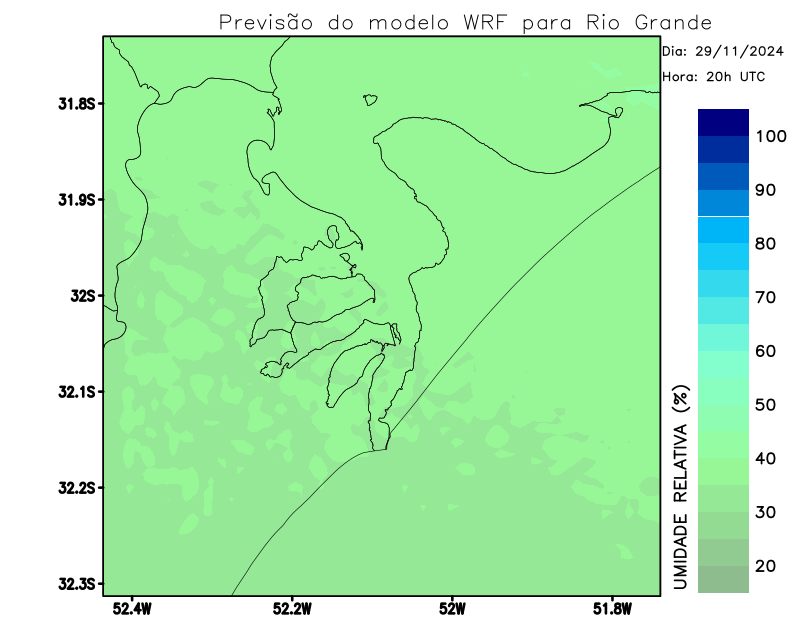 Previsão do modelo WRF para Rio Grande
Dia: 29/11/2024
Hora: 20h UTC
31.8S
31.9S
32S
32.1S
32.2S
32.3S
52.4W
52.2W
52W
51.8W
100
90
80
70
60
50
40
30
20
UMIDADE RELATIVA (%)